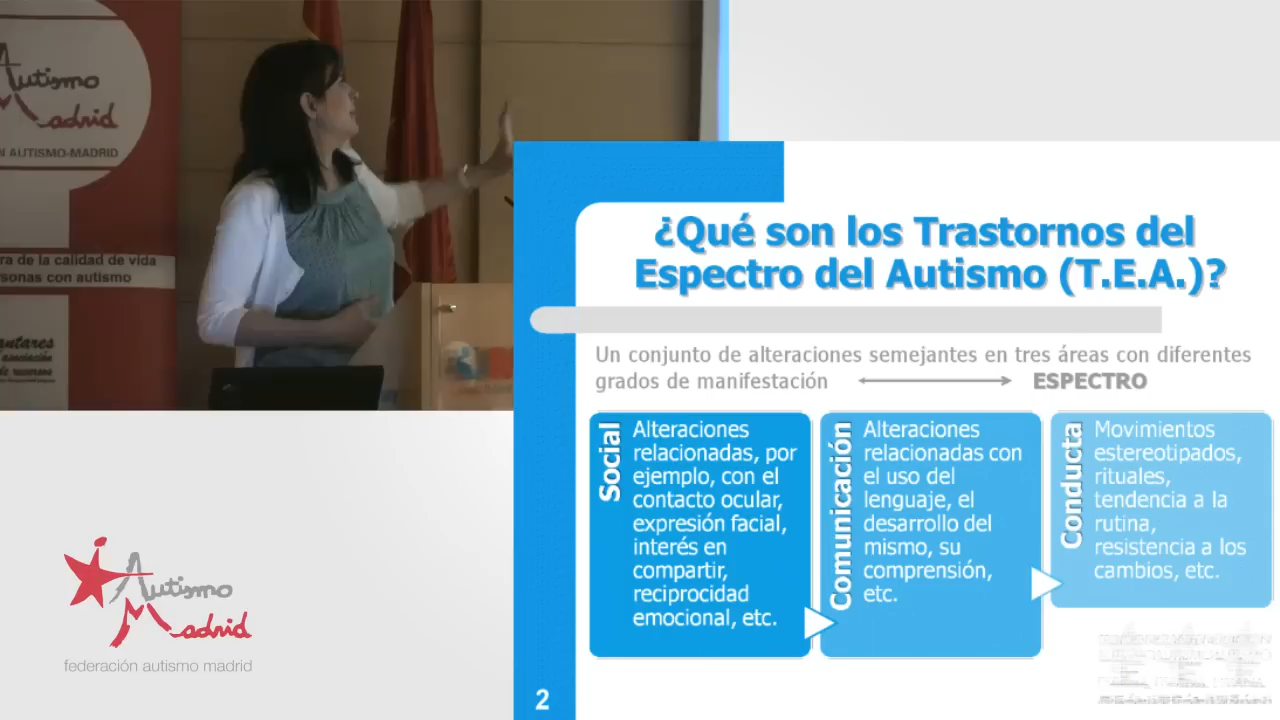 Autismo
Madrid
N AUTISMO-MADRID
ra de la calidad de vida
sonas con autismo
antares
asociación
¿Qué son los Trastornos del
Espectro del Autismo (T.E.A.)?
Un conjunto de alteraciones semejantes en tres áreas con diferentes
grados de manifestación
ESPECTRO
Social
Alteraciones
relacionadas, por
ejemplo, con el
contacto ocular,
expresión facial,
interés en
compartir,
reciprocidad
emocional, etc.
Comunicación
Alteraciones
relacionadas con
el uso del
lenguaje, el
desarrollo del
mismo, su
comprensión,
etc.
Conducta
Movimientos
estereotipados,
rituales,
tendencia a la
rutina,
resistencia a los
cambios, etc.
2
Autismo
Madrid
federación autismo madrid